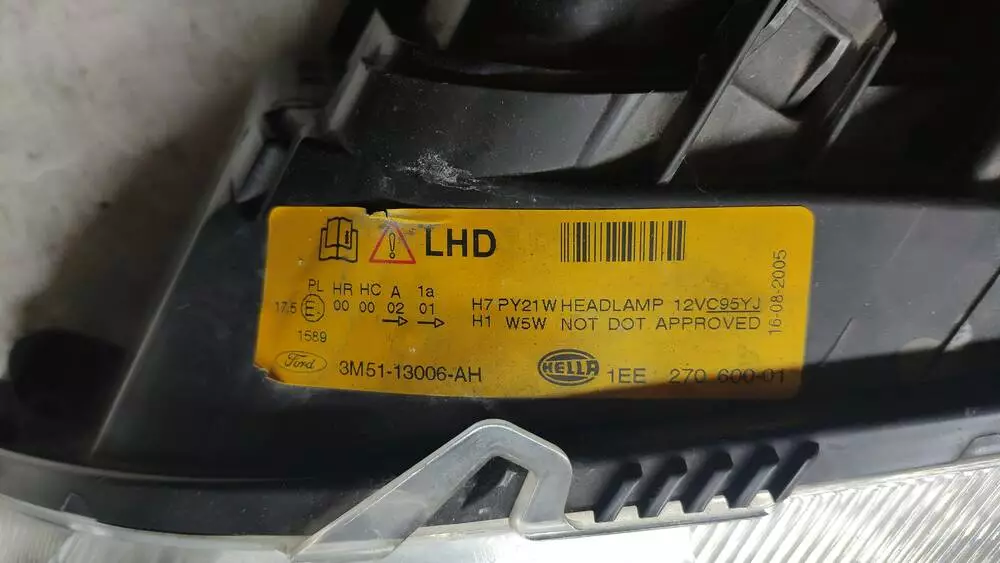 LHD
PL HR HC A 1a
17.5 E 00 00 02 01
1589
H7 PY21W HEADLAMP 12VC95YJ
H1 W5W NOT DOT APPROVED
16-08-2005
Ford 3M51-13006-AH
HELLA 1EE 270 600-01